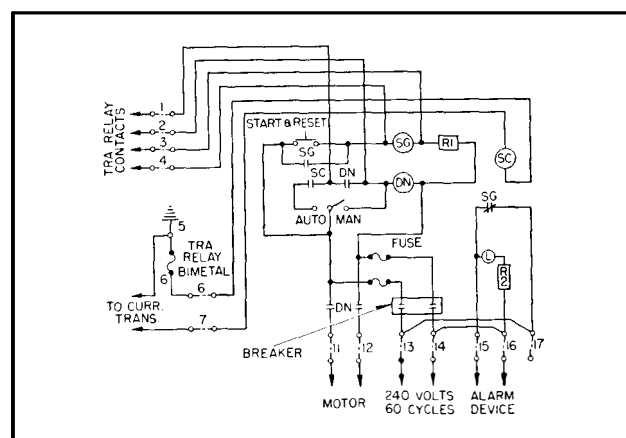 TRA RELAY
CONTACTS
1
2
3
4
START & RESET
SG
SG
R1
SC
SC
DN
DN
SG
AUTO
MAN
5
TRA
RELAY
BIMETAL
6
6
FUSE
L
R
2
TO CURR.
TRANS.
7
DN
BREAKER
11
12
13
14
15
16
17
MOTOR
240 VOLTS
60 CYCLES
ALARM
DEVICE